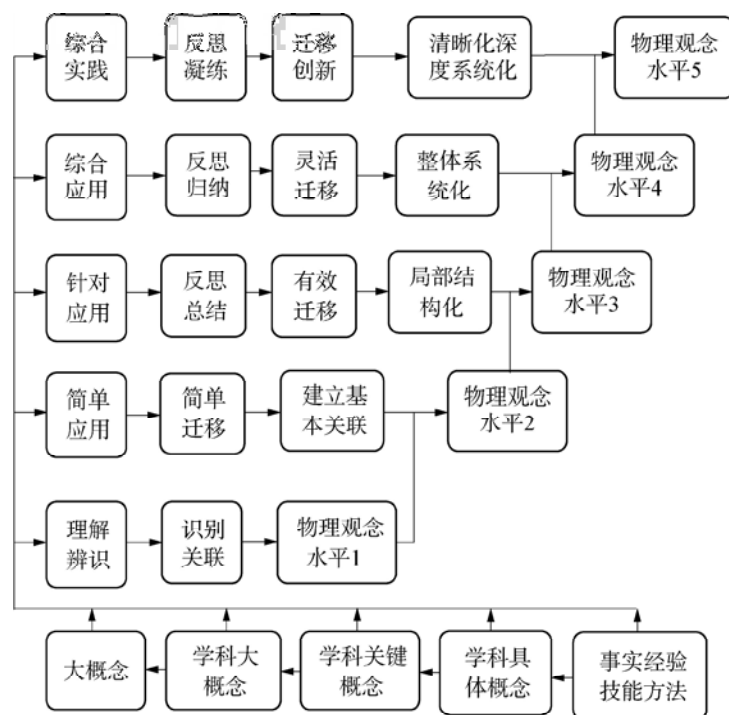 综合
实践
反思
凝练
迁移
创新
清晰化深
度系统化
物理观念
水平5
综合
应用
反思
归纳
灵活
迁移
整体系
统化
物理观念
水平4
针对
应用
反思
总结
有效
迁移
局部结
构化
物理观念
水平3
简单
应用
简单
迁移
建立基
本关联
物理观念
水平2
理解
辨识
识别
关联
物理观念
水平1
大概念
学科大
概念
学科关
键概念
学科具
体概念
事实经验
技能方法